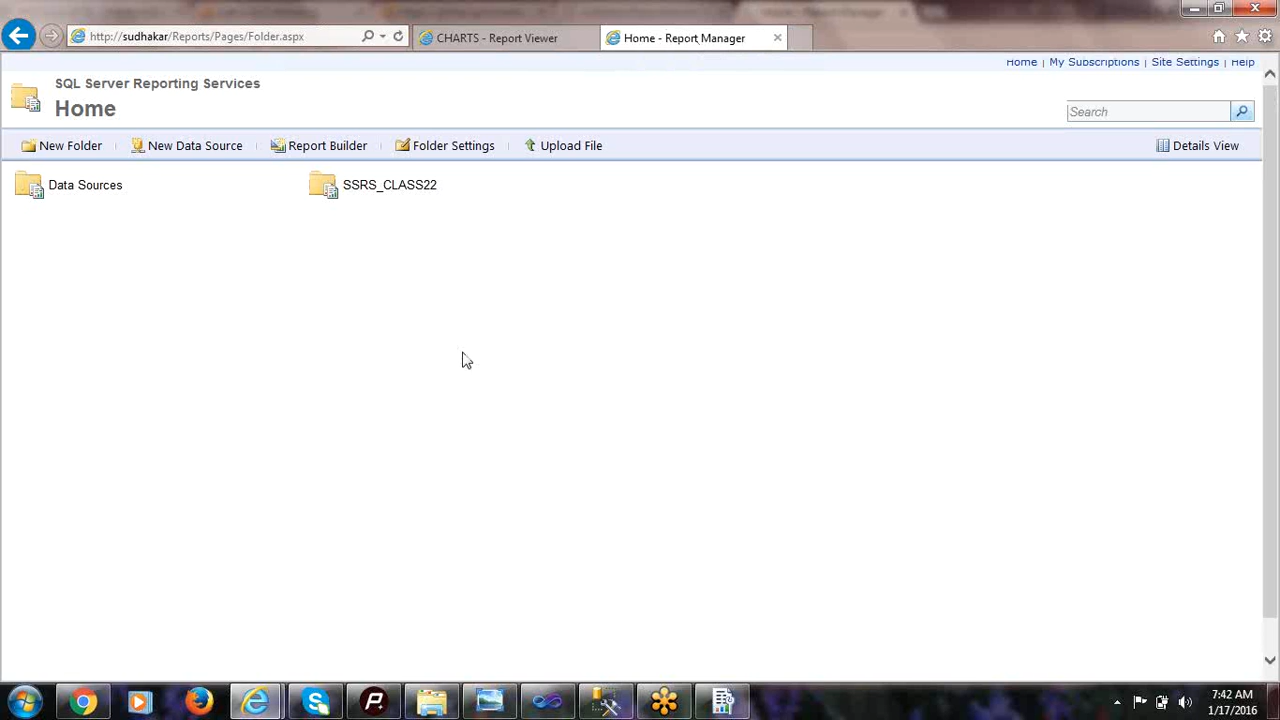 http://sudhakar/Reports/Pages/Folder.aspx
CHARTS - Report Viewer
Home - Report Manager
Home | My Subscriptions | Site Settings | Help
SQL Server Reporting Services
Home
Search
New Folder
New Data Source
Report Builder
Folder Settings
Upload File
Details View
Data Sources
SSRS_CLASS22
7:42 AM
1/17/2016